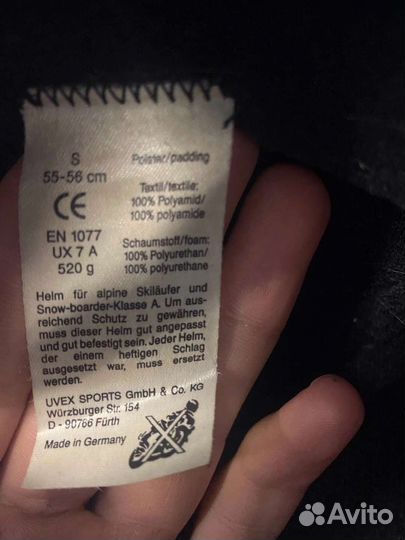 S
55-56 cm
CE
EN 1077
UX 7 A
520 g
Polster/padding
Textil/textile:
100% Polyamid/
100% polyamide
Schaumstoff/foam:
100% Polyurethan/
100% polyurethane
Helm für alpine Skiläufer und
Snow-boarder-Klasse A. Um aus-
reichend Schutz zu gewähren,
muss dieser Helm gut angepasst
und gut befestigt sein. Jeder Helm,
der einem heftigen Schlag
ausgesetzt war, muss ersetzt
werden.
UVEX SPORTS GmbH & Co. KG
Würzburger Str. 154
D - 90766 Fürth
Made in Germany
Avito